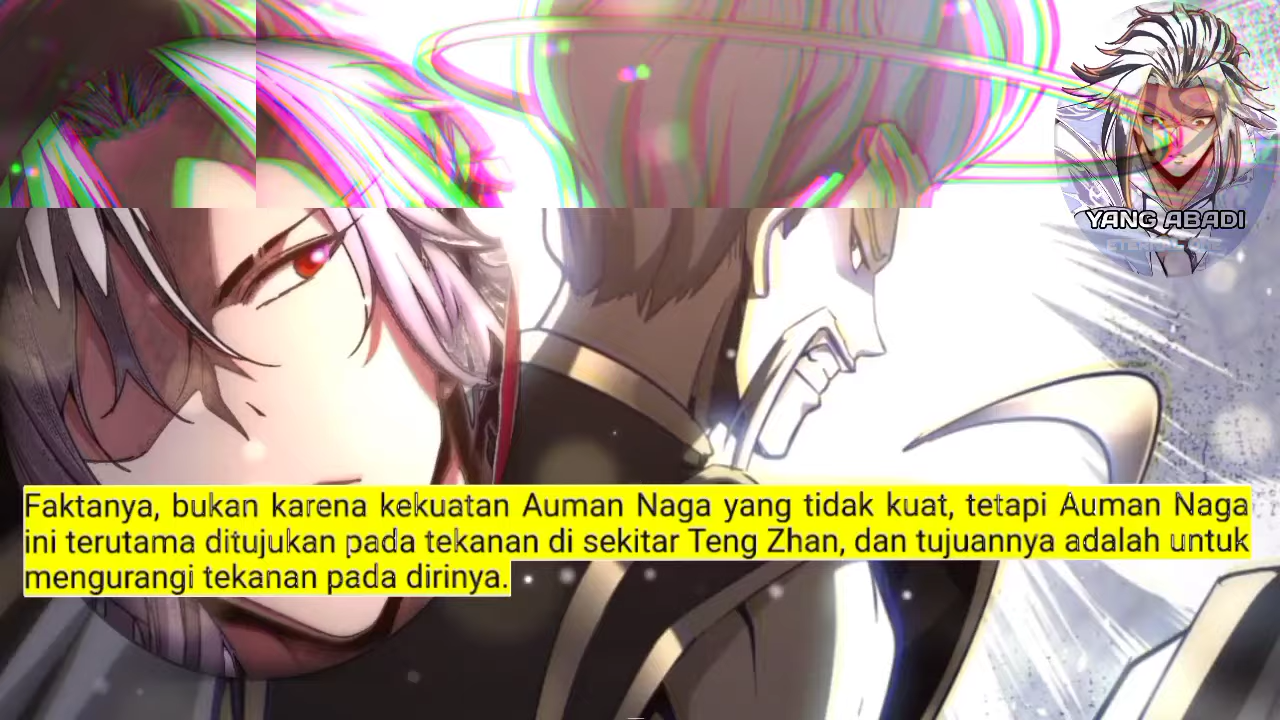 YANG ABADI
Faktanya, bukan karena kekuatan Auman Naga yang tidak kuat, tetapi Auman Naga
ini terutama ditujukan pada tekanan di sekitar Teng Zhan, dan tujuannya adalah untuk
mengurangi tekanan pada dirinya.